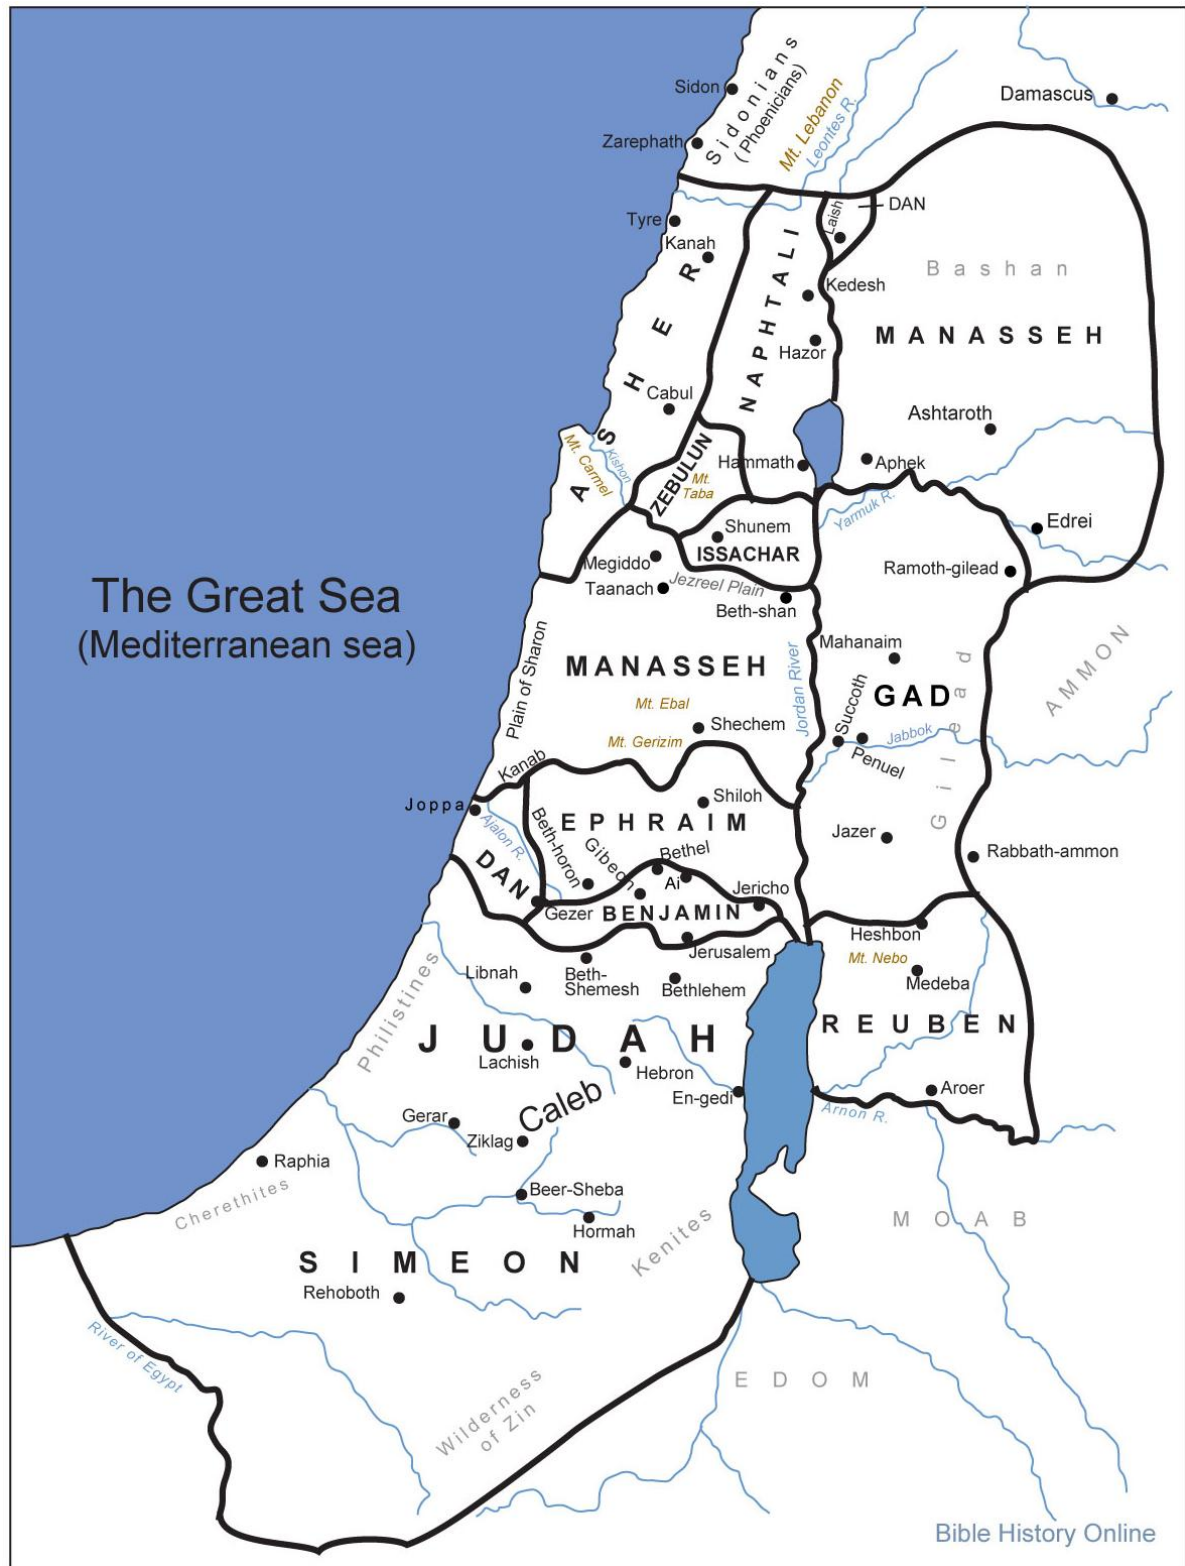 Sidon
Sidonians
(Phoenicians)
Mt. Lebanon
Leontes R.
Damascus
Zarephath
Laish
DAN
Tyre
Kanah
Bashan
Kedesh
NAPHTALI
MANASSEH
Hazor
ASHER
Cabul
Ashtaroth
Mt. Carmel
Kishon
ZEBULUN
Mt.
Taba
Hammath
Aphek
Yarmuk R.
Shunem
Edrei
ISSACHAR
Megiddo
Taanach
Jezreel Plain
Ramoth-gilead
Beth-shan
The Great Sea
(Mediterranean sea)
Plain of Sharon
MANASSEH
Jordan River
Mahanaim
GAD
Gilead
AMMON
Mt. Ebal
Shechem
Succoth
Mt. Gerizim
Jabbok
Penuel
Kanab
Joppa
Ajalon R.
Shiloh
EPHRAIM
Beth-horon
Gibeon
Bethel
Ai
Jazer
Rabbath-ammon
DAN
Jericho
Gezer
BENJAMIN
Heshbon
Jerusalem
Mt. Nebo
Libnah
Beth-
Shemesh
Bethlehem
Medeba
Philistines
JUDAH
REUBEN
Lachish
Hebron
En-gedi
Aroer
Arnon R.
Caleb
Gerar
Ziklag
Raphia
Cherethites
Beer-Sheba
Hormah
Kenites
MOAB
SIMEON
Rehoboth
River of Egypt
Wilderness
of Zin
EDOM
Bible History Online